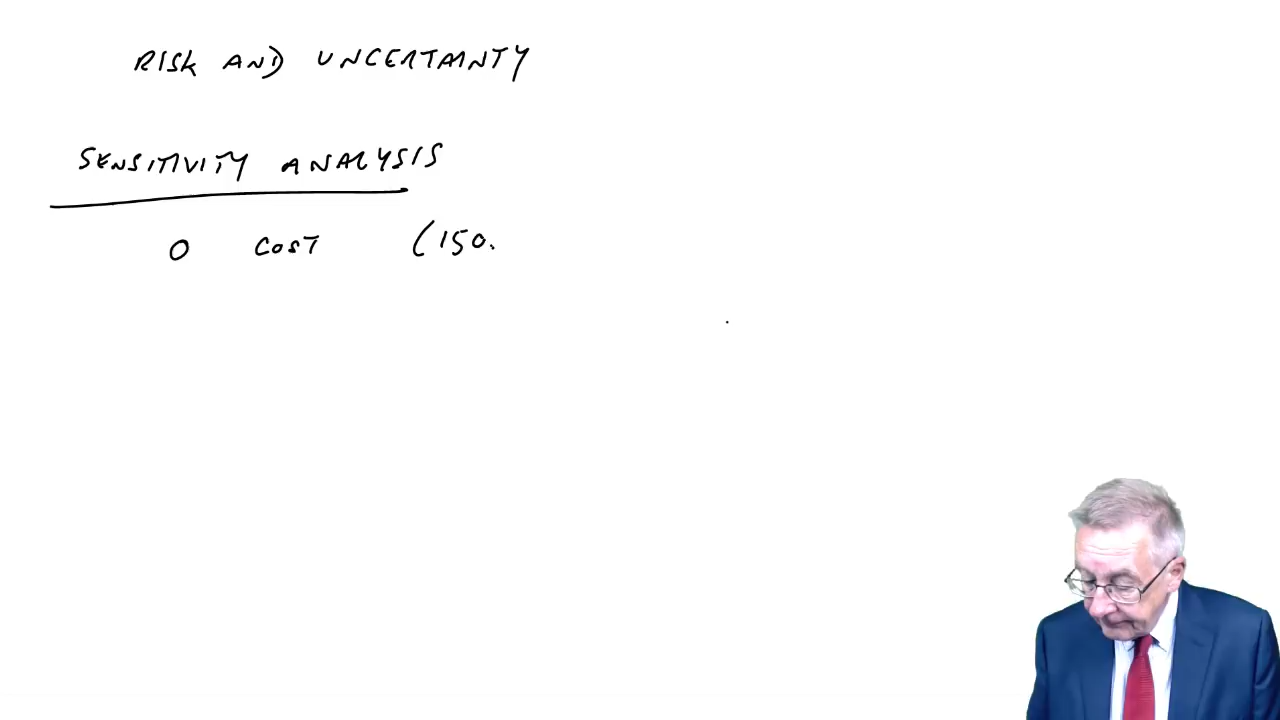 RISK AND UNCERTAINTY
SENSITIVITY ANALYSIS
0 COST (150.